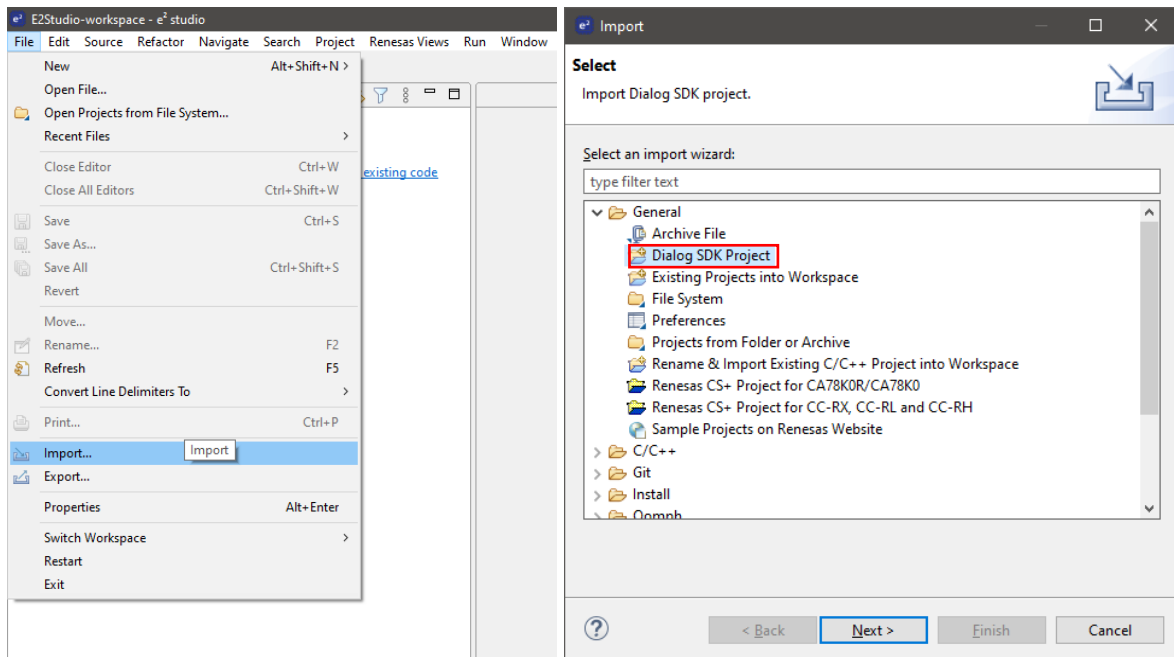 E2Studio-workspace - e² studio
File Edit Source Refactor Navigate Search Project Renesas Views Run Window
New Alt+Shift+N >
Open File...
Open Projects from File System...
Recent Files >
Close Editor Ctrl+W
Close All Editors Ctrl+Shift+W
Save Ctrl+S
Save As...
Save All Ctrl+Shift+S
Revert
Move...
Rename... F2
Refresh F5
Convert Line Delimiters To >
Print... Ctrl+P
Import...
Import
Export...
Properties Alt+Enter
Switch Workspace >
Restart
Exit
existing code
e² Import
Select
Import Dialog SDK project.
Select an import wizard:
type filter text
General
Archive File
Dialog SDK Project
Existing Projects into Workspace
File System
Preferences
Projects from Folder or Archive
Rename & Import Existing C/C++ Project into Workspace
Renesas CS+ Project for CA78K0R/CA78K0
Renesas CS+ Project for CC-RX, CC-RL and CC-RH
Sample Projects on Renesas Website
C/C++
Git
Install
Oomph
? < Back Next > Finish Cancel